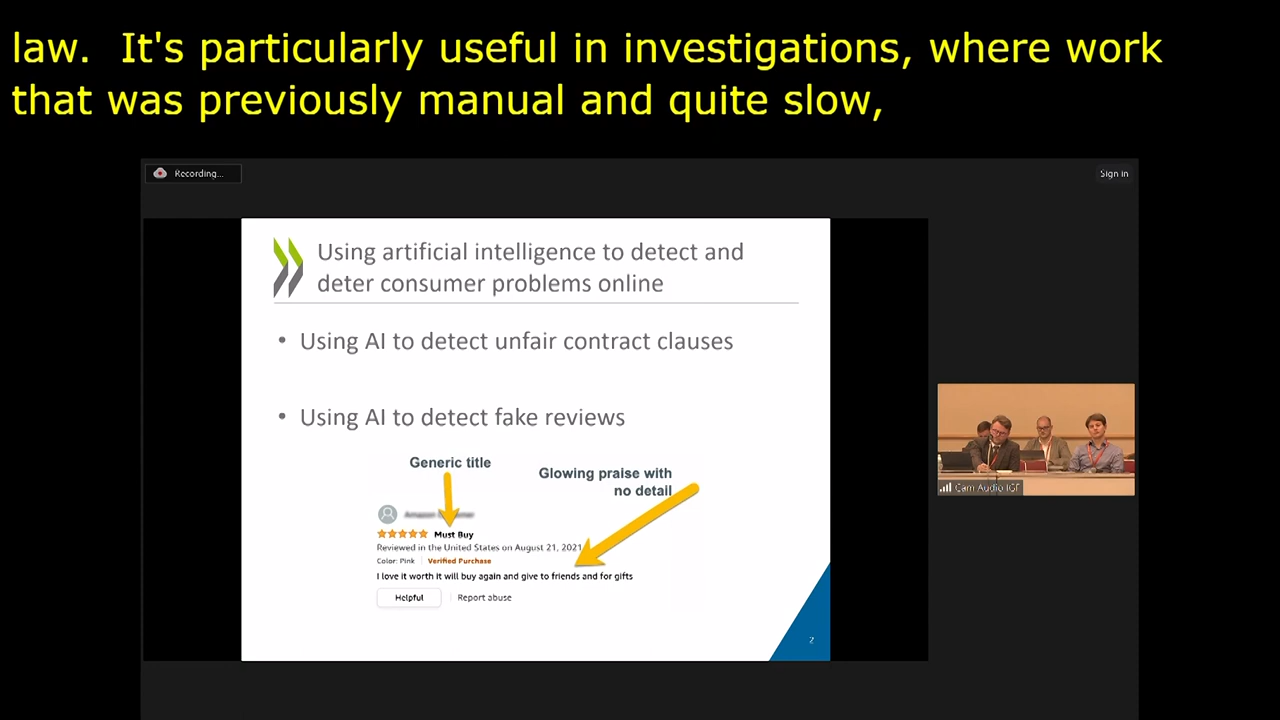 law.  It's particularly useful in investigations, where work
that was previously manual and quite slow,
Recording...
Sign in
Using artificial intelligence to detect and
deter consumer problems online
• Using AI to detect unfair contract clauses
• Using AI to detect fake reviews
Generic title
Glowing praise with
no detail
Must Buy
Reviewed in the United States on August 21, 2021
Color: Pink | Verified Purchase
I love it worth it will buy again and give to friends and for gifts
Helpful | Report abuse
2
Cam Audio IGF